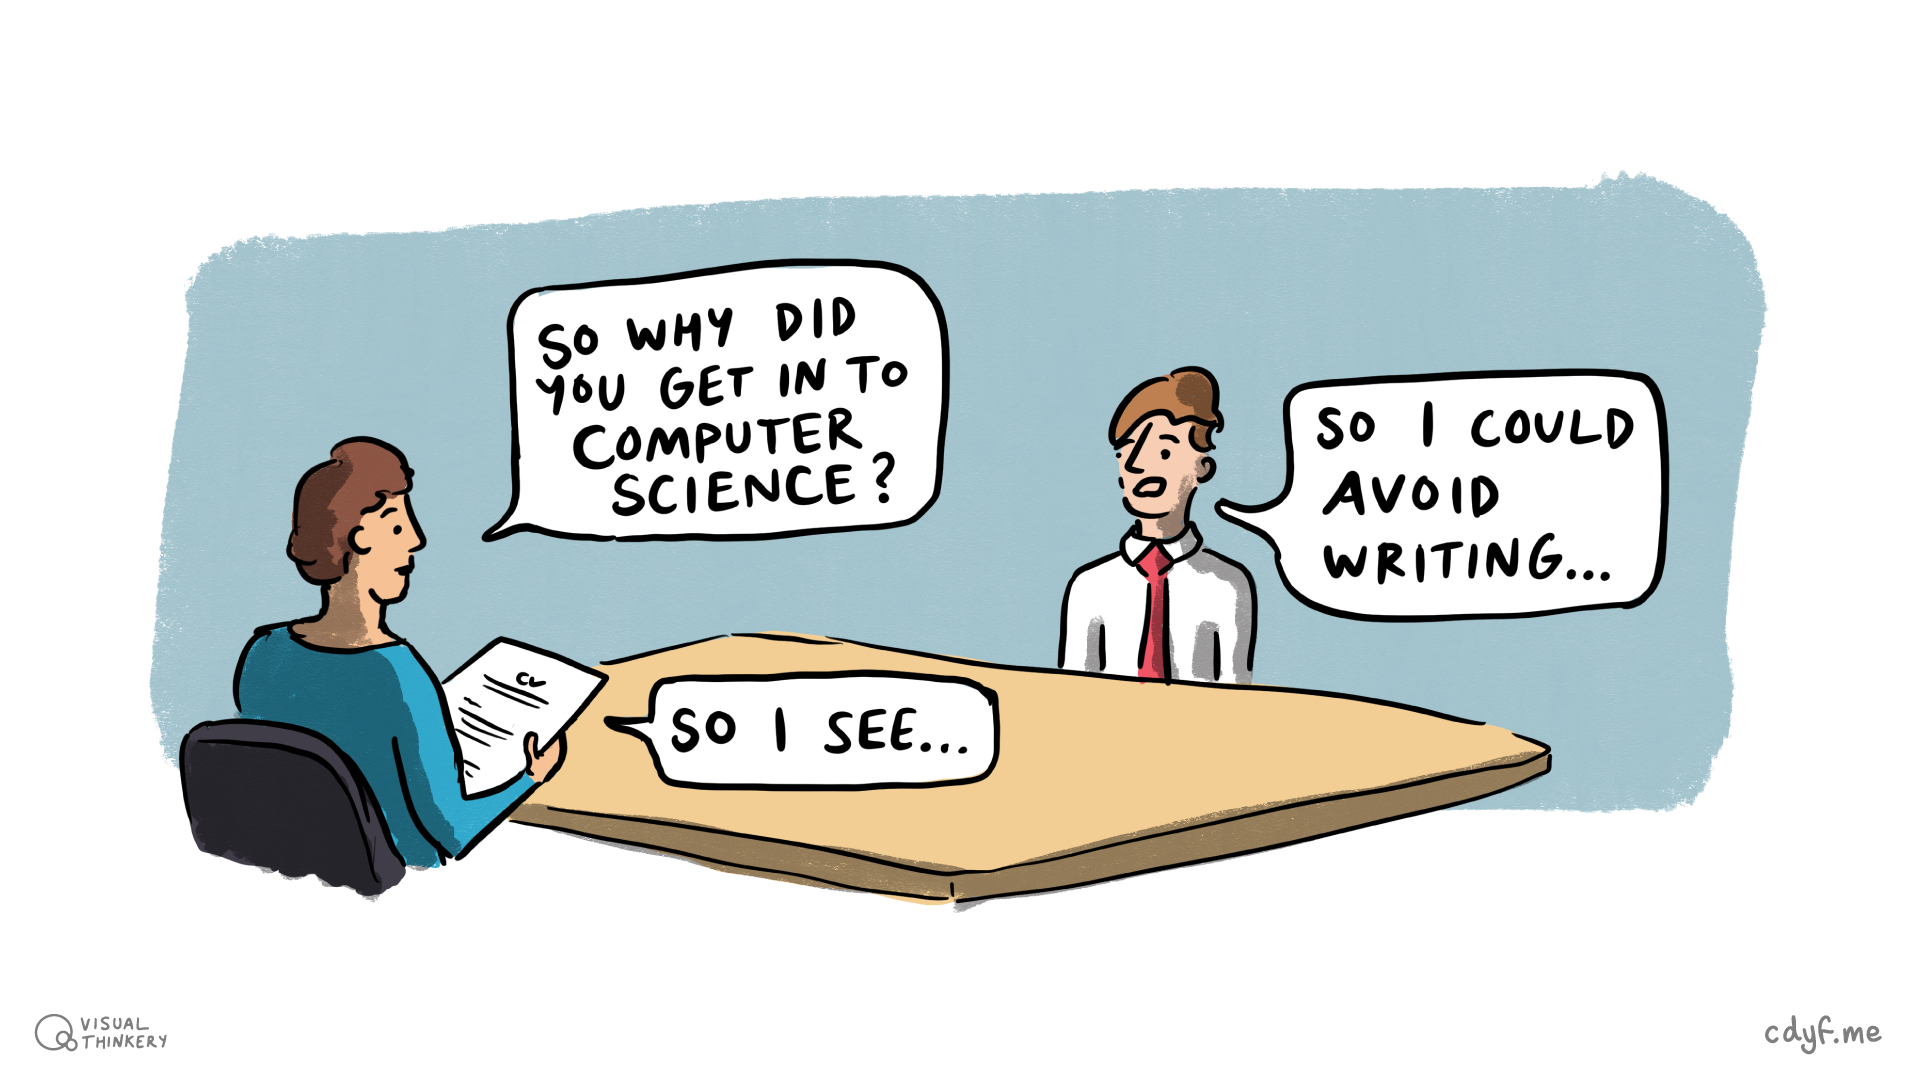 SO WHY DID
YOU GET IN TO
COMPUTER
SCIENCE?
SO I COULD
AVOID
WRITING...
CV
SO I SEE...
VISUAL
THINKERY
cdyf.me